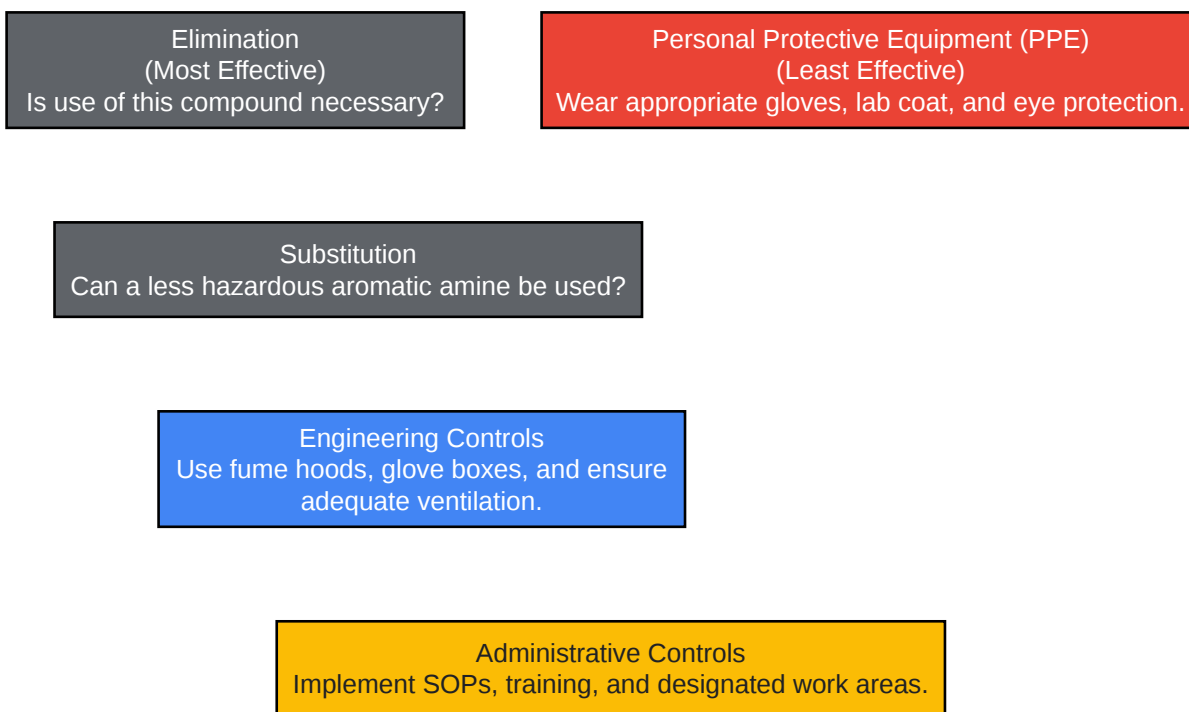 Elimination
(Most Effective)
Is use of this compound necessary?
Personal Protective Equipment (PPE)
(Least Effective)
Wear appropriate gloves, lab coat, and eye protection.
Substitution
Can a less hazardous aromatic amine be used?
Engineering Controls
Use fume hoods, glove boxes, and ensure
adequate ventilation.
Administrative Controls
Implement SOPs, training, and designated work areas.